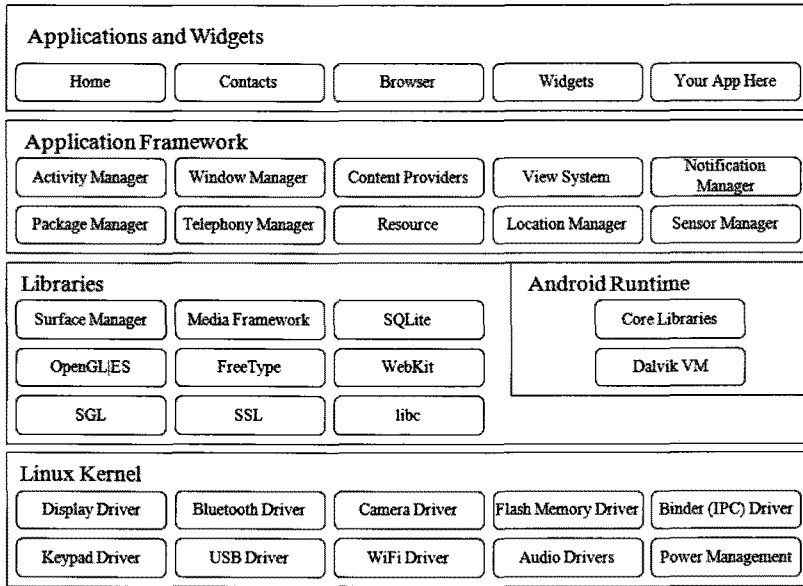 Applications and Widgets
Home
Contacts
Browser
Widgets
Your App Here
Application Framework
Activity Manager
Window Manager
Content Providers
View System
Notification
Manager
Package Manager
Telephony Manager
Resource
Location Manager
Sensor Manager
Libraries
Surface Manager
Media Framework
SQLite
OpenGL|ES
FreeType
WebKit
SGL
SSL
libc
Android Runtime
Core Libraries
Dalvik VM
Linux Kernel
Display Driver
Bluetooth Driver
Camera Driver
Flash Memory Driver
Binder (IPC) Driver
Keypad Driver
USB Driver
WiFi Driver
Audio Drivers
Power Management